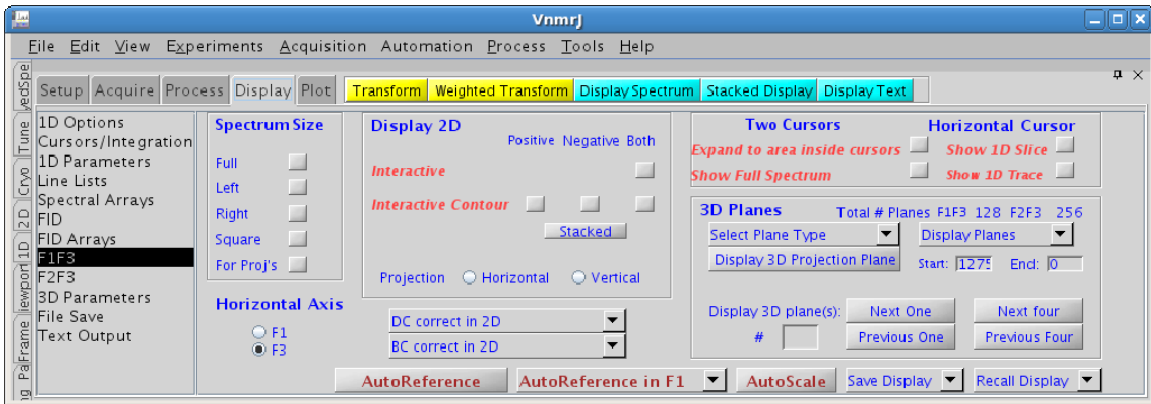 VnmrJ
File Edit View Experiments Acquisition Automation Process Tools Help
Setup Acquire Process Display Plot Transform Weighted Transform Display Spectrum Stacked Display Display Text
yedSpe
Tune
Cryo
2D
1D
iewpon
Frame
Pa
1D Options
Cursors/Integration
1D Parameters
Line Lists
Spectral Arrays
FID
FID Arrays
F1F3
F2F3
3D Parameters
File Save
Text Output
Spectrum Size
Full
Left
Right
Square
For Proj's
Horizontal Axis
F1
F3
Display 2D
Positive Negative Both
Interactive
Interactive Contour
Stacked
Projection Horizontal Vertical
DC correct in 2D
BC correct in 2D
Two Cursors Horizontal Cursor
Expand to area inside cursors Show 1D Slice
Show Full Spectrum Show 1D Trace
3D Planes Total # Planes F1F3 128 F2F3 256
Select Plane Type Display Planes
Display 3D Projection Plane Start: 1275 End: 0
Display 3D plane(s): Next One Next four
# Previous One Previous Four
AutoReference AutoReference in F1 AutoScale Save Display Recall Display